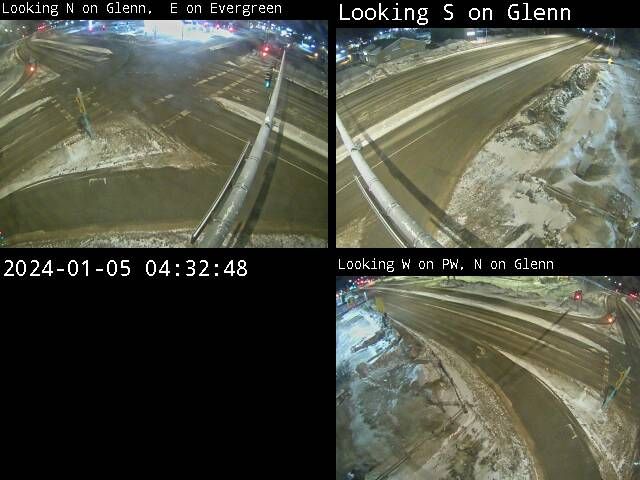 Looking N on Glenn,  E on Evergreen
Looking S on Glenn
2024-01-05 04:32:48
Looking W on PW, N on Glenn